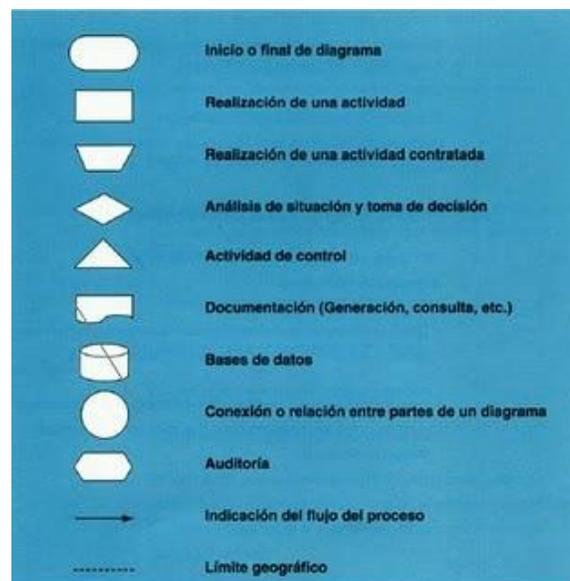 Inicio o final de diagrama
Realización de una actividad
Realización de una actividad contratada
Análisis de situación y toma de decisión
Actividad de control
Documentación (Generación, consulta, etc.)
Bases de datos
Conexión o relación entre partes de un diagrama
Auditoría
Indicación del flujo del proceso
Límite geográfico